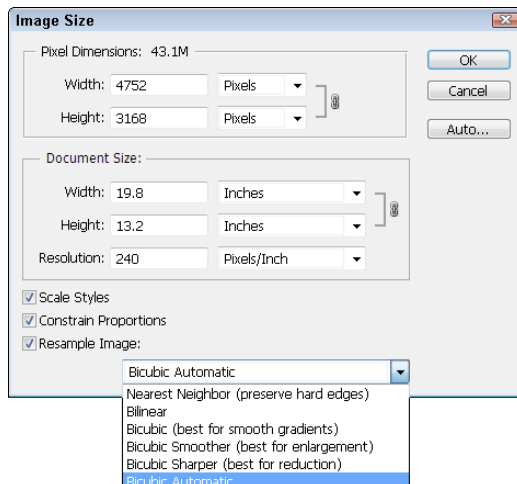 Image Size
Pixel Dimensions: 43.1M
Width: 4752 Pixels
Height: 3168 Pixels
OK
Cancel
Auto...
Document Size:
Width: 19.8 Inches
Height: 13.2 Inches
Resolution: 240 Pixels/Inch
Scale Styles
Constrain Proportions
Resample Image:
Bicubic Automatic
Nearest Neighbor (preserve hard edges)
Bilinear
Bicubic (best for smooth gradients)
Bicubic Smoother (best for enlargement)
Bicubic Sharper (best for reduction)
Bicubic Automatic